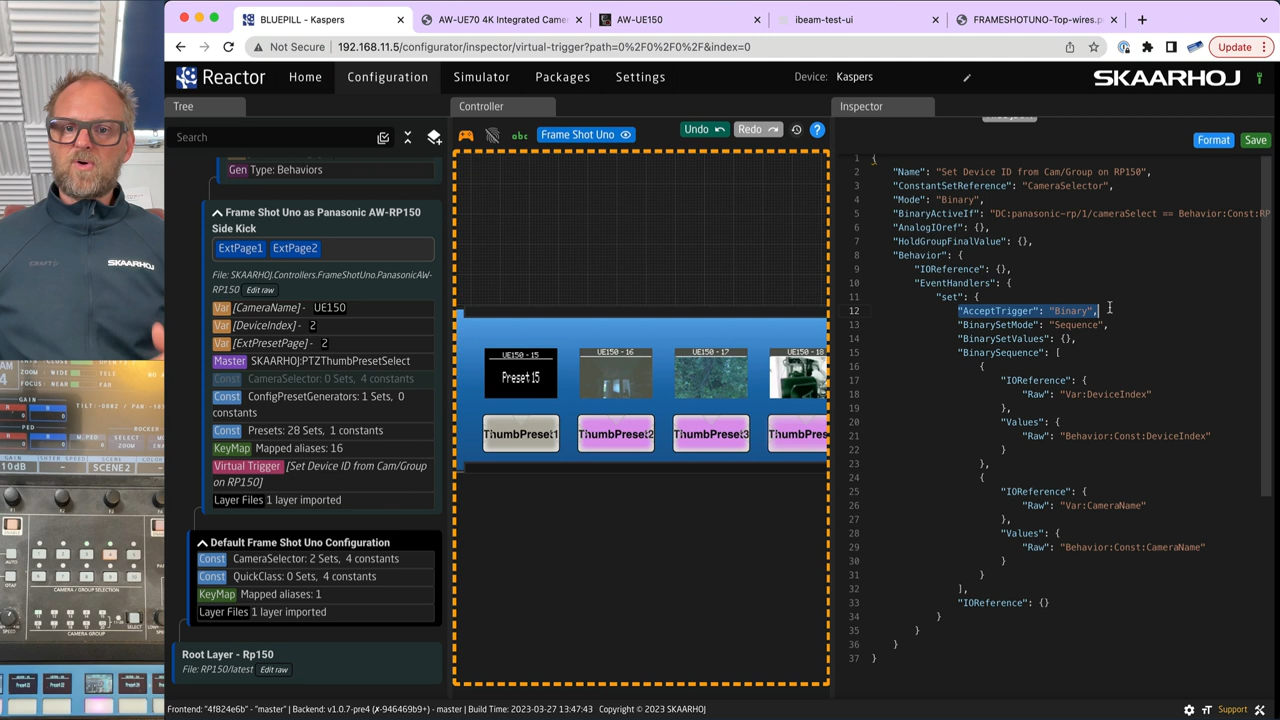 BLUEPILL - Kaspers
AW-UE70 4K Integrated Came
AW-UE150
ibeam-test-ui
FRAMESHOTUNO-Top-wires.p
Not Secure
192.168.11.5/configurator/inspector/virtual-trigger?path=0%2F0%2F0%2F&index=0
Update
Reactor
Home
Configuration
Simulator
Packages
Settings
Device:
Kaspers
SKAARHOJ
Tree
Controller
Inspector
Search
abc
Frame Shot Uno
Undo
Redo
?
Format
Save
Gen Type: Behaviors
Frame Shot Uno as Panasonic AW-RP150
Side Kick
ExtPage1 ExtPage2
File: SKAARHOJ.Controllers.FrameShotUno.PanasonicAW-
RP150 Edit raw
Var [CameraName] - UE150
Var [DeviceIndex] - 2
Var [ExtPresetPage] - 2
Master SKAARHOJ:PTZThumbPresetSelect
Const CameraSelector: 0 Sets, 4 constants
Const ConfigPresetGenerators: 1 Sets, 0
constants
Const Presets: 28 Sets, 1 constants
KeyMap Mapped aliases: 16
Virtual Trigger [Set Device ID from Cam/Group
on RP150]
Layer Files 1 layer imported
Default Frame Shot Uno Configuration
Const CameraSelector: 2 Sets, 4 constants
Const QuickClass: 0 Sets, 4 constants
KeyMap Mapped aliases: 1
Layer Files 1 layer imported
Root Layer - Rp150
File: RP150/latest Edit raw
UE150 - 15
UE150 - 16
UE150 - 17
UE150 - 18
Preset 15
ThumbPreset1
ThumbPreset2
ThumbPreset3
ThumbPres
1 {
2 "Name": "Set Device ID from Cam/Group on RP150",
3 "ConstantSetReference": "CameraSelector",
4 "Mode": "Binary",
5 "BinaryActiveIf": "DC:panasonic-rp/1/cameraSelect == Behavior:Const:RP
6 "AnalogIOref": {},
7 "HoldGroupFinalValue": {},
8 "Behavior": {
9 "IOReference": {},
10 "EventHandlers": {
11 "set": {
12 "AcceptTrigger": "Binary",
13 "BinarySetMode": "Sequence",
14 "BinarySetValues": {},
15 "BinarySequence": [
16 {
17 "IOReference": {
18 "Raw": "Var:DeviceIndex"
19 },
20 "Values": {
21 "Raw": "Behavior:Const:DeviceIndex"
22 }
23 },
24 {
25 "IOReference": {
26 "Raw": "Var:CameraName"
27 },
28 "Values": {
29 "Raw": "Behavior:Const:CameraName"
30 }
31 }
32 ],
33 "IOReference": {}
34 }
35 }
36 }
37 }
SKAARHOJ
CRAFT
GAIN
PED
10dB
SCENE2
CAMERA / GROUP SELECTION
CAMERA-GROUP
SELECT
Frontend: "4f824e6b" - "master" | Backend: v1.0.7-pre4 (✗-946469b9+) - master | Build Time: 2023-03-27 13:47:43 Copyright © 2023 SKAARHOJ
Support